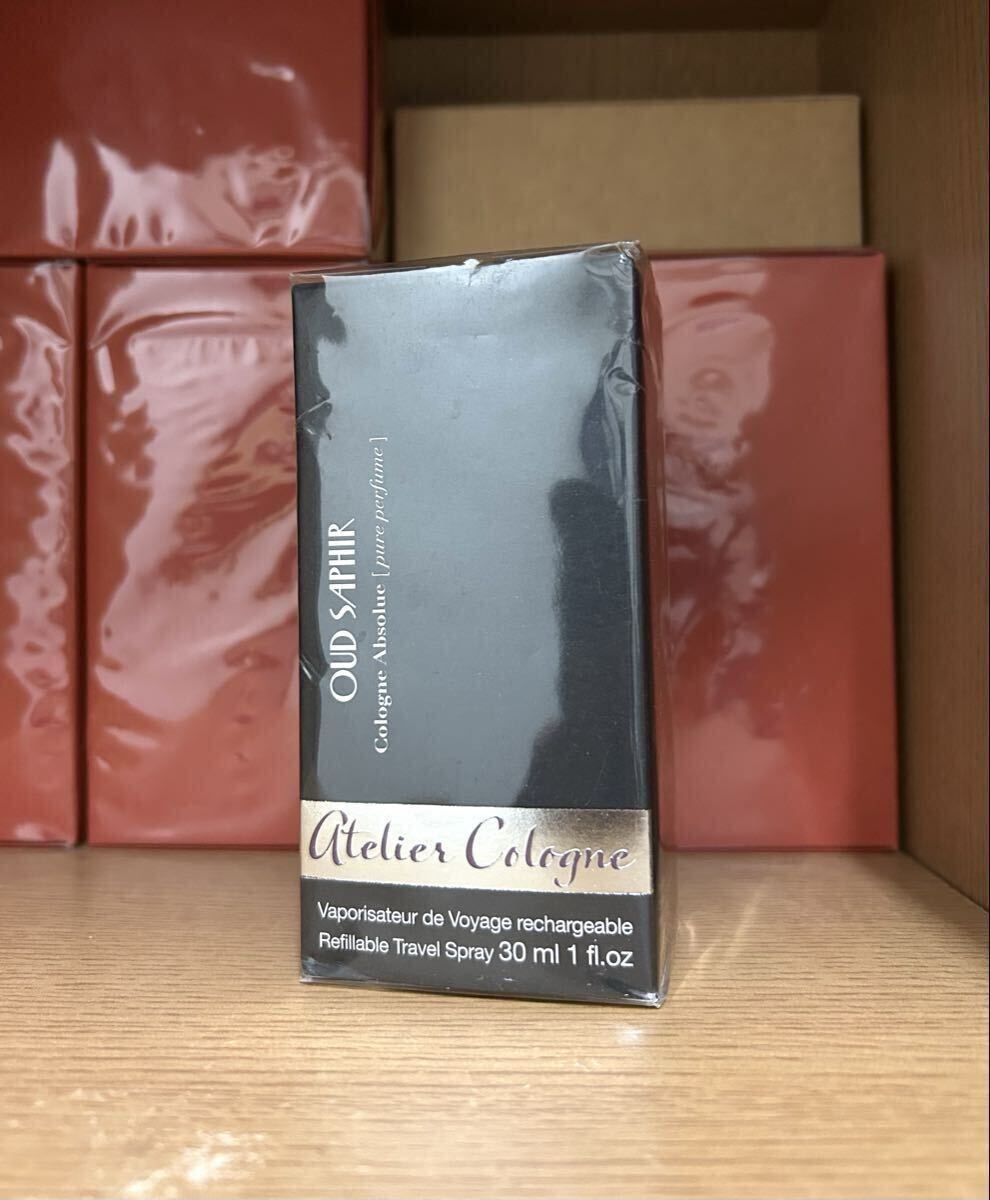 OUD SAPHIR
Cologne Absolue [pure perfume]
Atelier Cologne
Vaporisateur de Voyage rechargeable
Refillable Travel Spray 30 ml 1 fl.oz